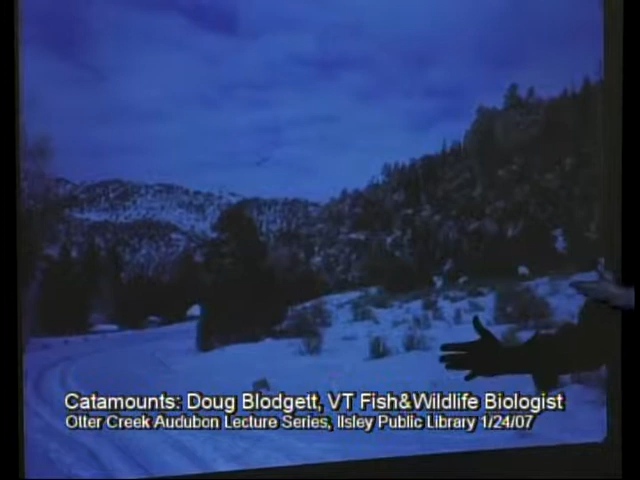 Catamounts: Doug Blodgett, VT Fish&Wildlife Biologist
Otter Creek Audubon Lecture Series, Ilsley Public Library 1/24/07